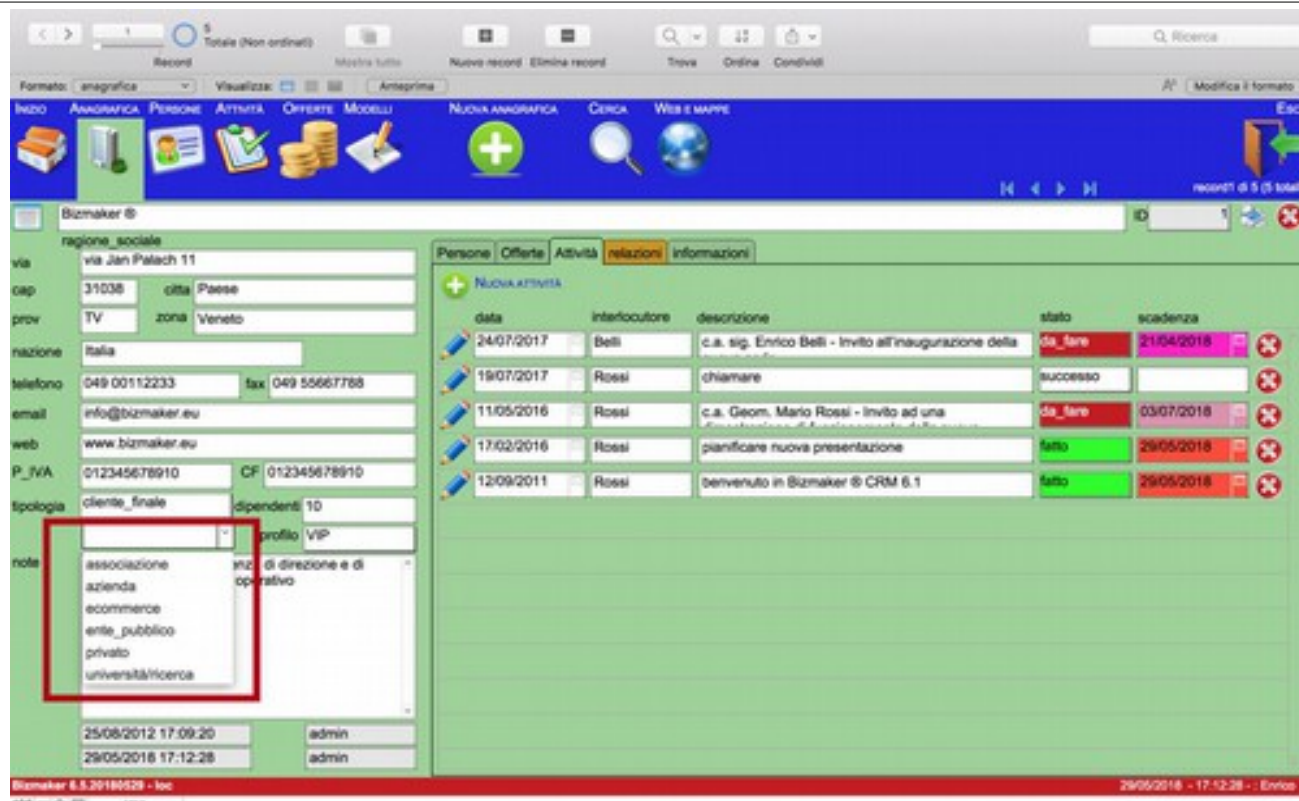 1
5
Totale (Non ordinati)
Record
Mostra tutto
Nuovo record
Elimina record
Trova
Ordina
Condividi
Ricerca
Formato: anagrafica
Visualizza:
Anteprima
Modifica il formato
Inizio
Anagrafica
Persone
Attività
Offerte
Modelli
Nuova anagrafica
Cerca
Web e mappe
Esc
record1 di 5 (5 total
Bizmaker ®
ID 1
ragione_sociale
via via Jan Palach 11
cap 31038 citta Paese
prov TV zona Veneto
nazione Italia
telefono 049 00112233 fax 049 55667788
email info@bizmaker.eu
web www.bizmaker.eu
P_IVA 012345678910 CF 012345678910
tipologia cliente_finale dipendenti 10
profilo VIP
note
di direzione e di
operativo
associazione
azienda
ecommerce
ente_pubblico
privato
università/ricerca
25/08/2012 17:09:20 admin
29/05/2018 17:12:28 admin
Persone Offerte Attività relazioni informazioni
Nuova attività
data interlocutore descrizione stato scadenza
24/07/2017 Belli c.a. sig. Enrico Belli - Invito all'inaugurazione della da_fare 21/04/2018
19/07/2017 Rossi chiamare successo
11/05/2016 Rossi c.a. Geom. Mario Rossi - Invito ad una da_fare 03/07/2018
17/02/2016 Rossi pianificare nuova presentazione fatto 29/05/2018
12/09/2011 Rossi benvenuto in Bizmaker ® CRM 6.1 fatto 29/05/2018
Bizmaker 6.5.20180529 - loc
29/05/2018 - 17:12:28 - : Enrico